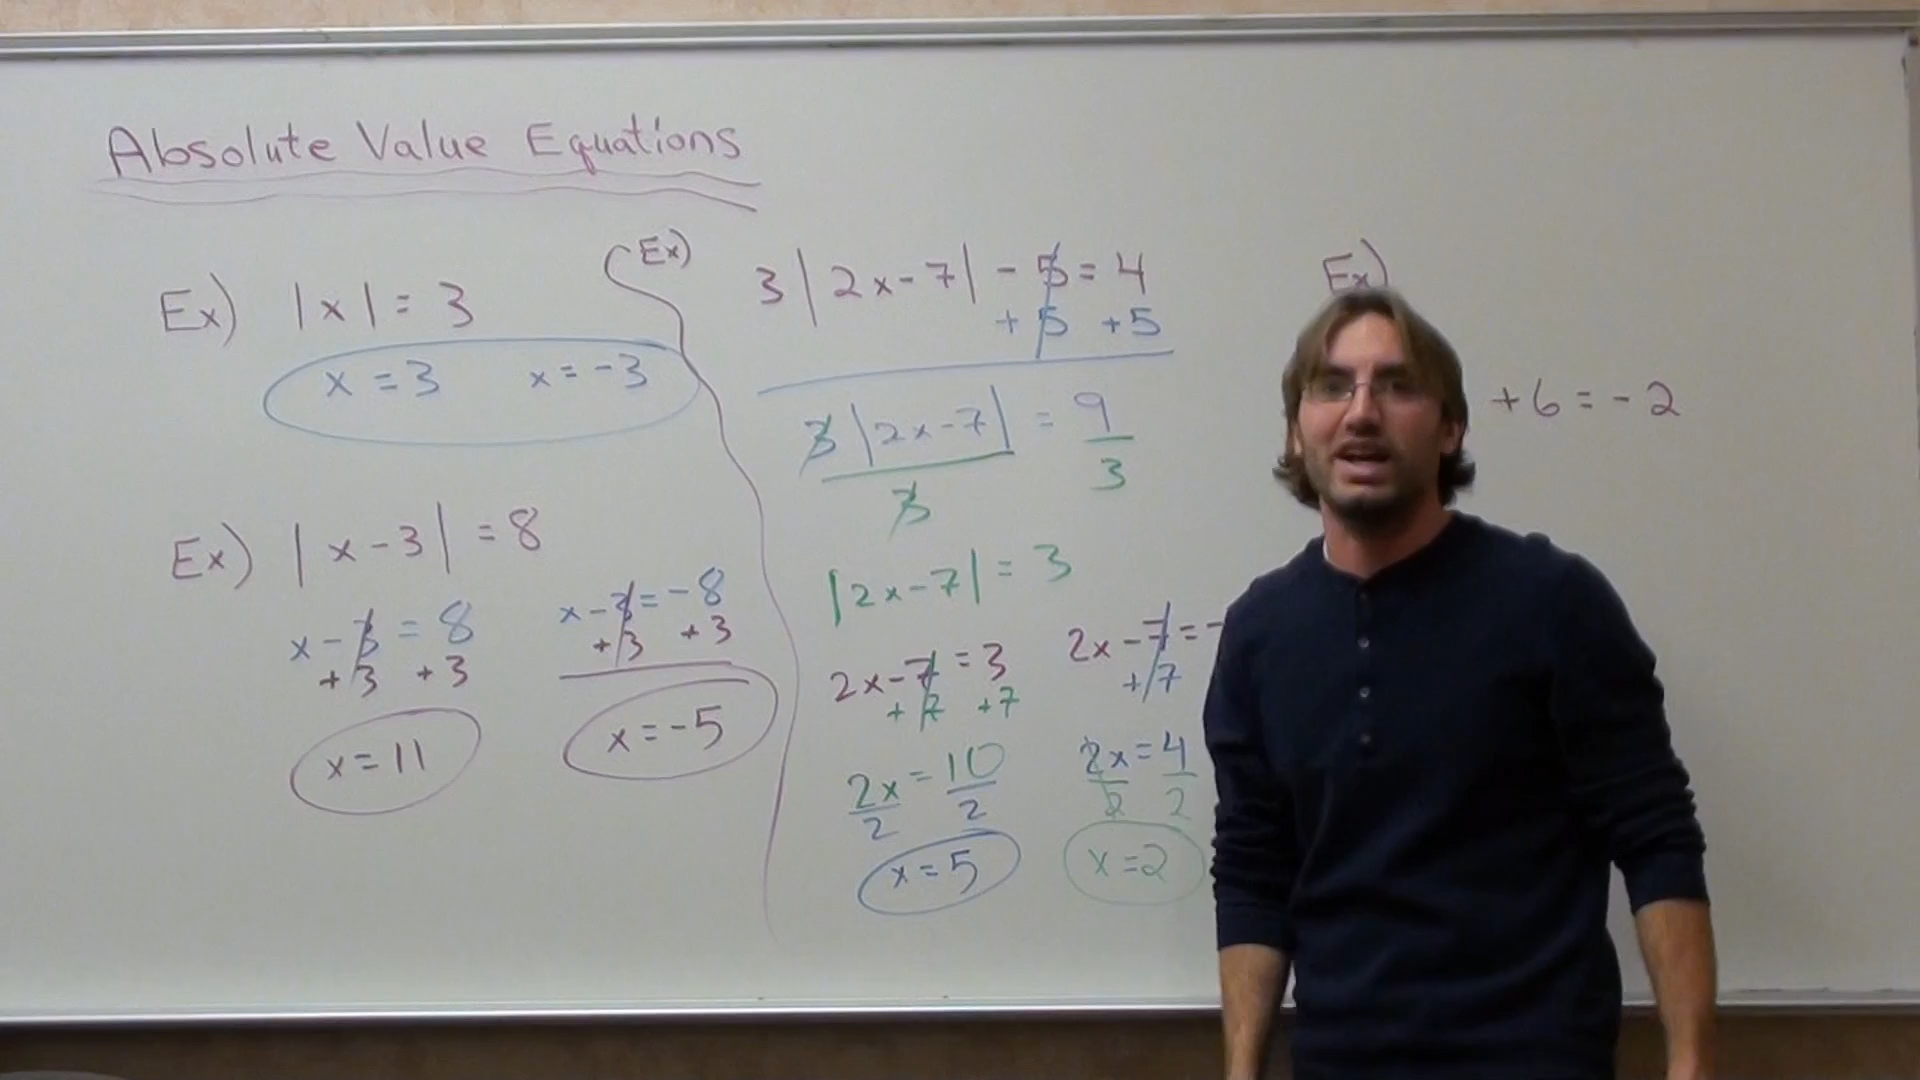 Absolute Value Equations
Ex) |x| = 3
x = 3 x = -3
Ex) |x-3| = 8
x-3 = 8 x-3 = -8
+3 +3 +3 +3
x = 11 x = -5
Ex) 3|2x-7| - 5 = 4
+5 +5
3|2x-7| = 9
3 3
|2x-7| = 3
2x-7 = 3 2x-7 = -
+7 +7 +7
2x = 10 2x = 4
2 2 2 2
x = 5 x = 2
Ex)
+6 = -2